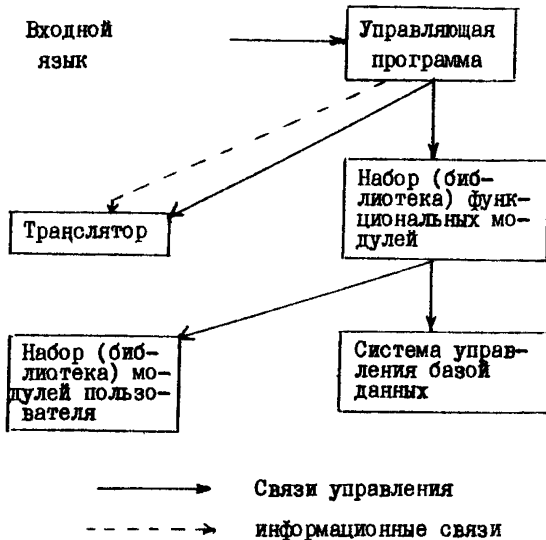 Входной
язык
Управляющая
программа
Набор (биб-
лиотека) функ-
циональных мо-
дулей
Транслятор
Набор (биб-
лиотека) мо-
дулей пользо-
вателя
Система управ-
ления базой
данных
Связи управления
информационные связи